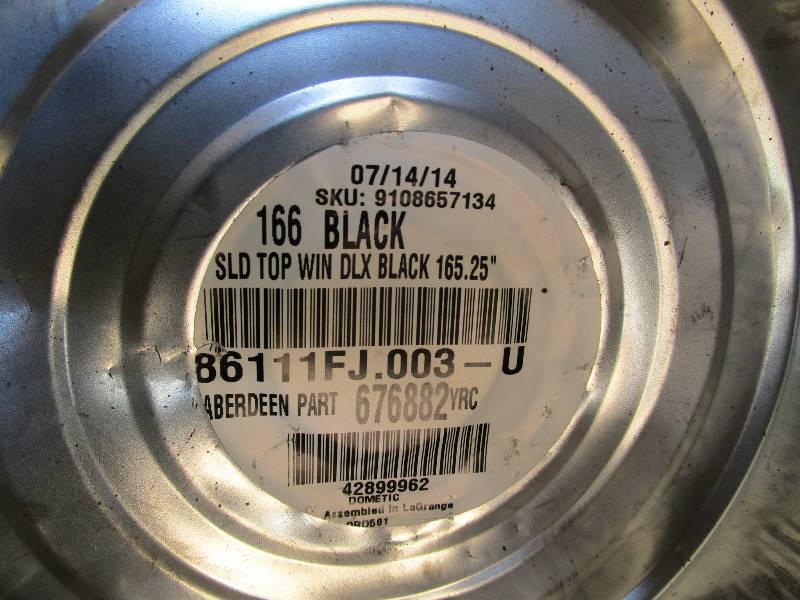 07/14/14
SKU: 9108657134
166 BLACK
SLD TOP WIN DLX BLACK 165.25"
86111FJ.003-U
ABERDEEN PART 676882YRC
42899962
DOMETIC
Assembled in LaGrange